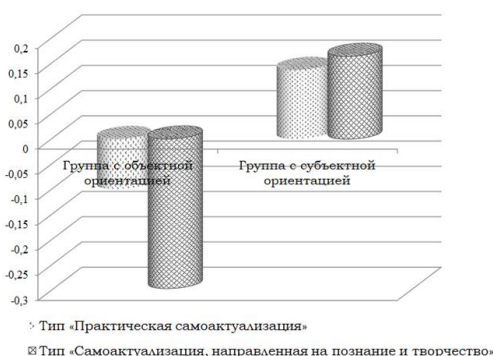 0,2
0,15
0,1
0,05
0
-0,05
-0,1
-0,15
-0,2
-0,25
-0,3
Группа с объектной ориентацией
Группа с субъектной ориентацией
Тип «Практическая самоактуализация»
Тип «Самоактуализация, направленная на познание и творчество»